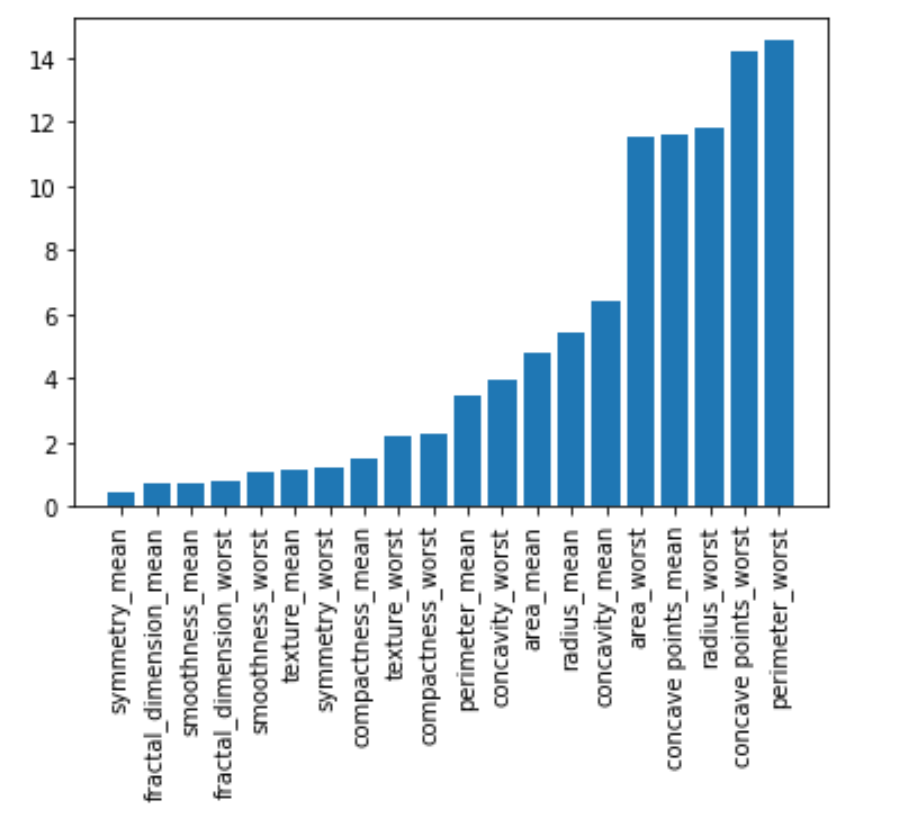 14
12
10
8
6
4
2
0
symmetry_mean
fractal_dimension_mean
smoothness_mean
fractal_dimension_worst
smoothness_worst
texture_mean
symmetry_worst
compactness_mean
texture_worst
compactness_worst
perimeter_mean
concavity_worst
area_mean
radius_mean
concavity_mean
area_worst
concave points_mean
radius_worst
concave points_worst
perimeter_worst